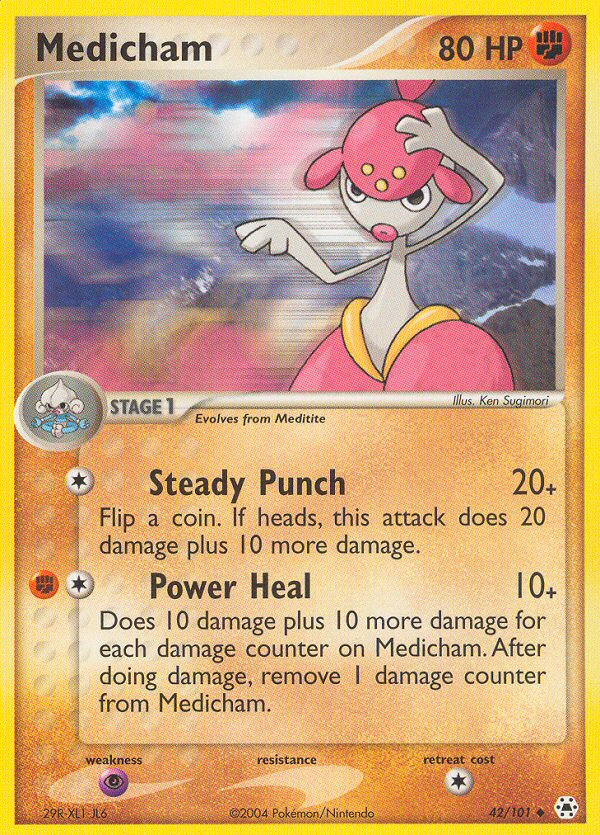 Medicham 80 HP
Illus. Ken Sugimori
STAGE 1
Evolves from Meditite
Steady Punch 20+
Flip a coin. If heads, this attack does 20
damage plus 10 more damage.
Power Heal 10+
Does 10 damage plus 10 more damage for
each damage counter on Medicham. After
doing damage, remove 1 damage counter
from Medicham.
weakness resistance retreat cost
29R-XL1-JL6 ©2004 Pokémon/Nintendo 42/101